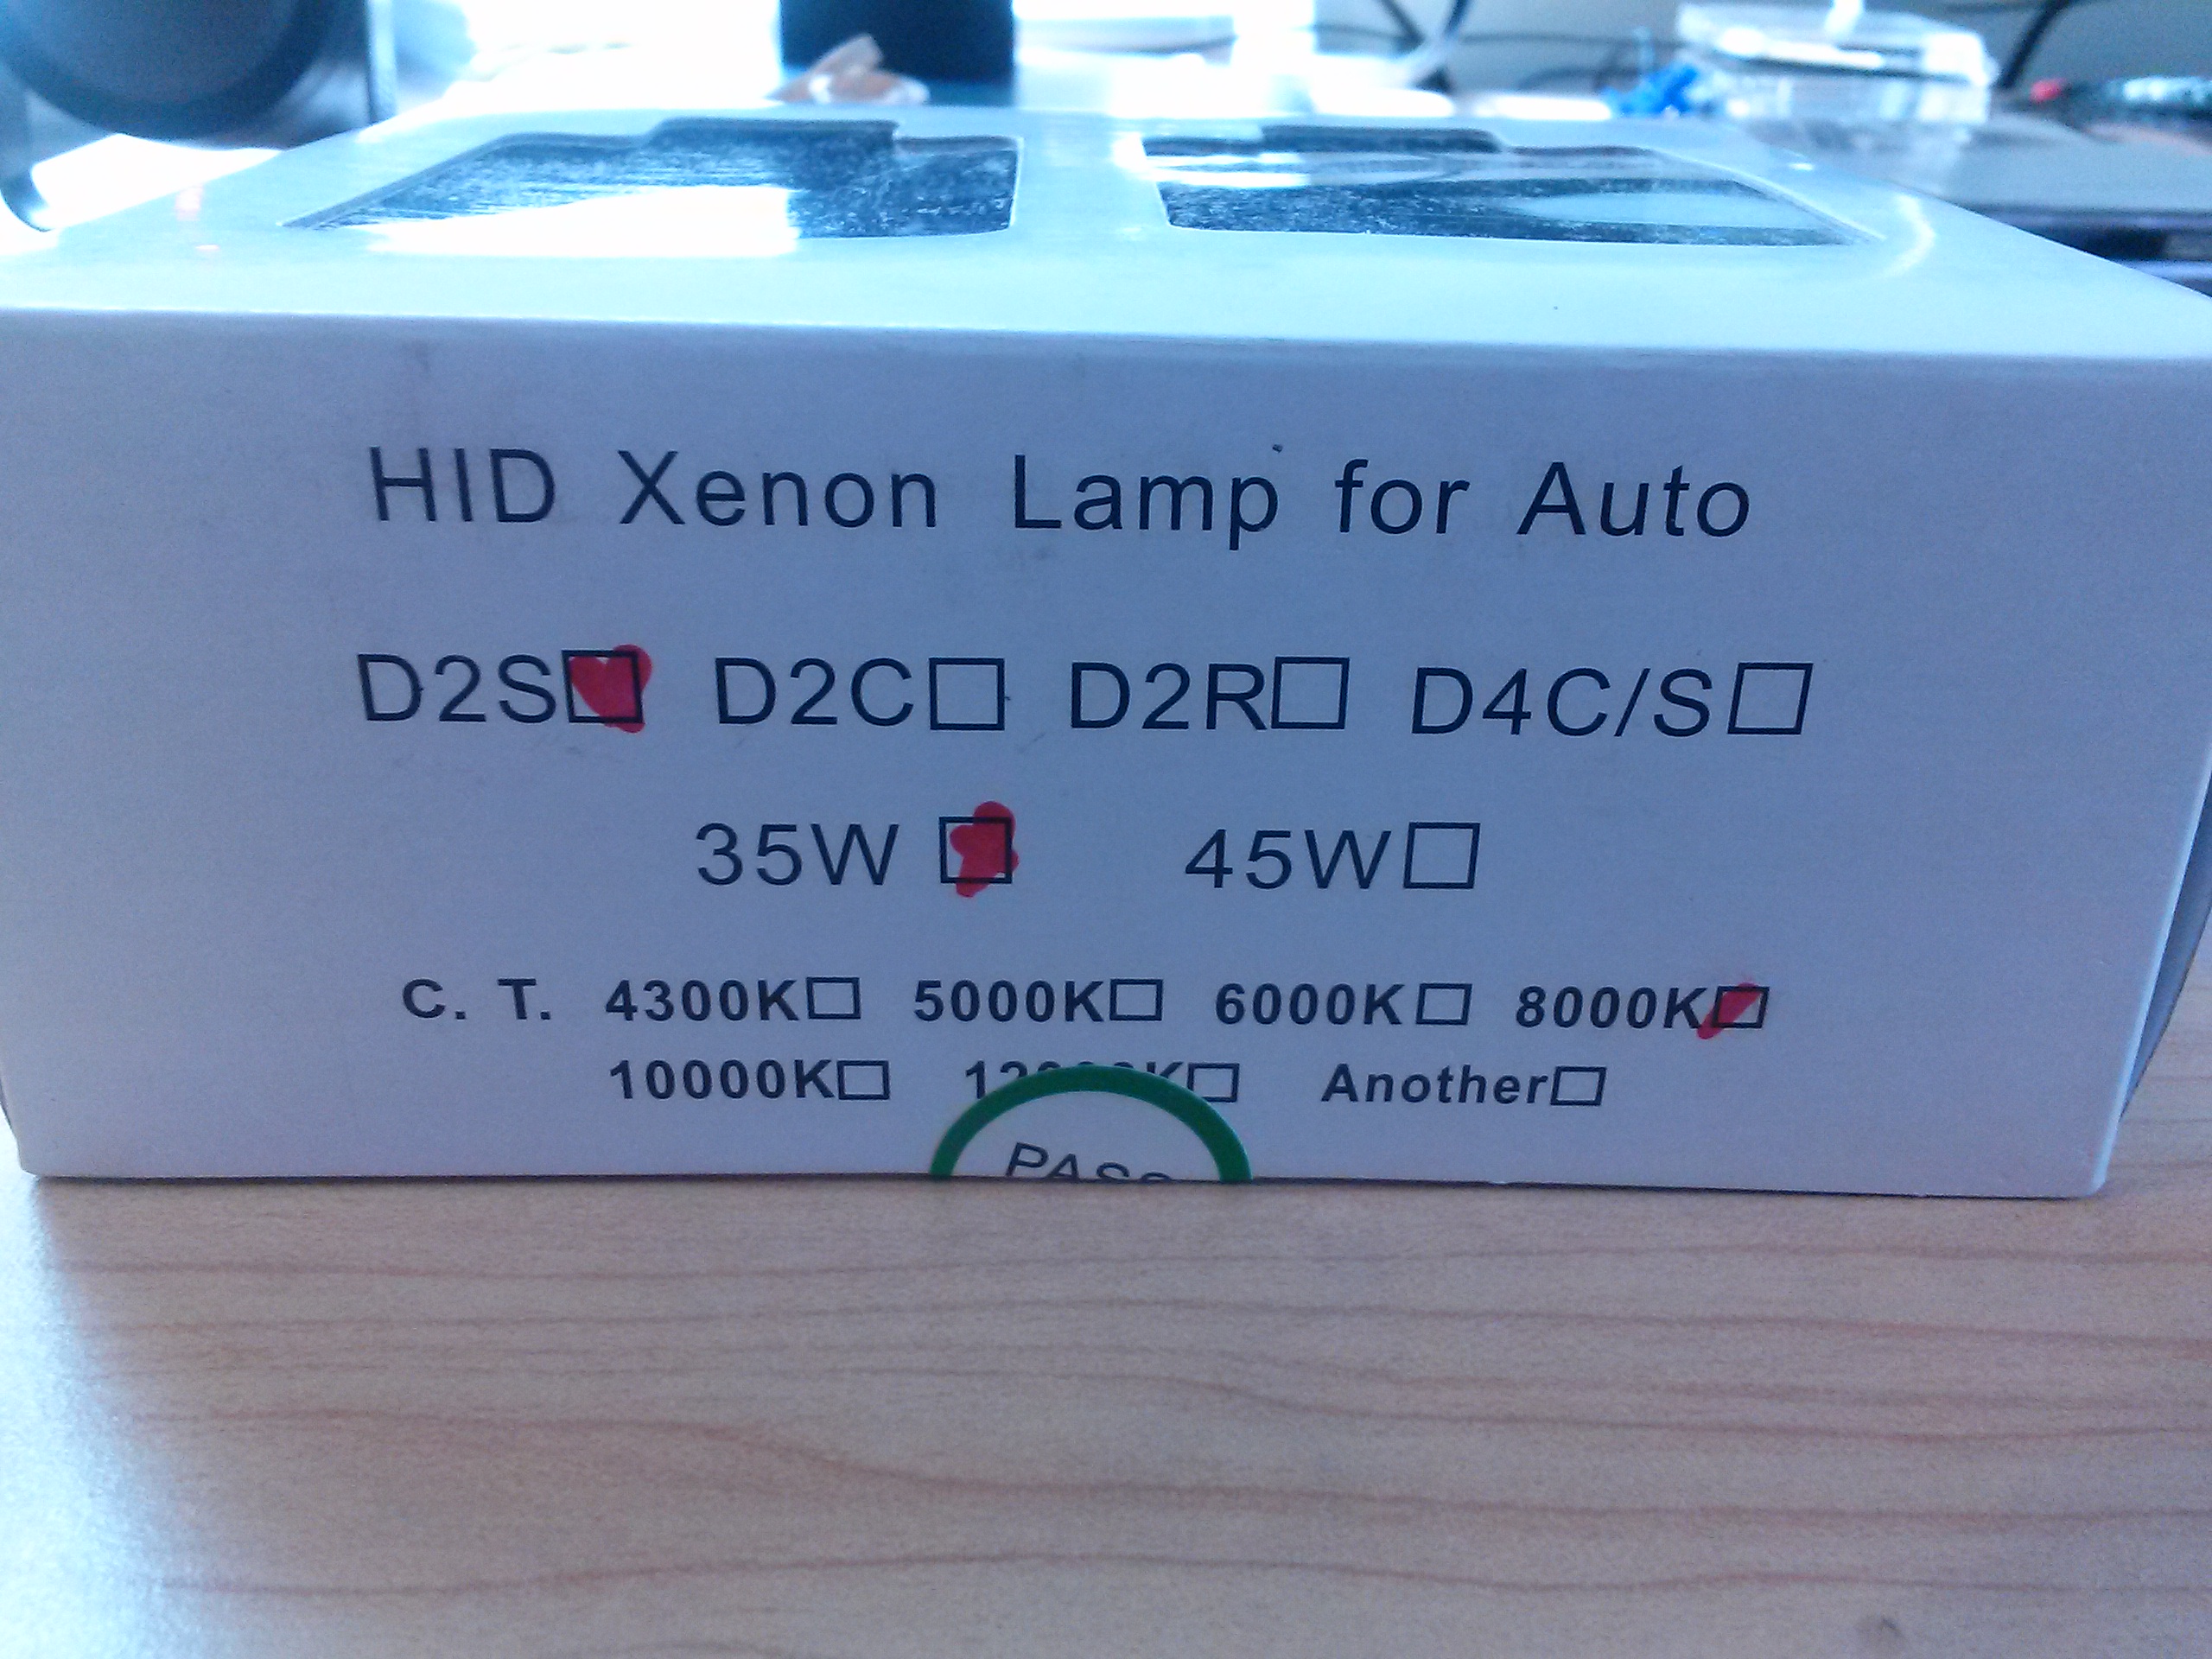 HID Xenon Lamp for Auto
D2S D2C D2R D4C/S
35W 45W
C. T. 4300K 5000K 6000K 8000K
10000K Another